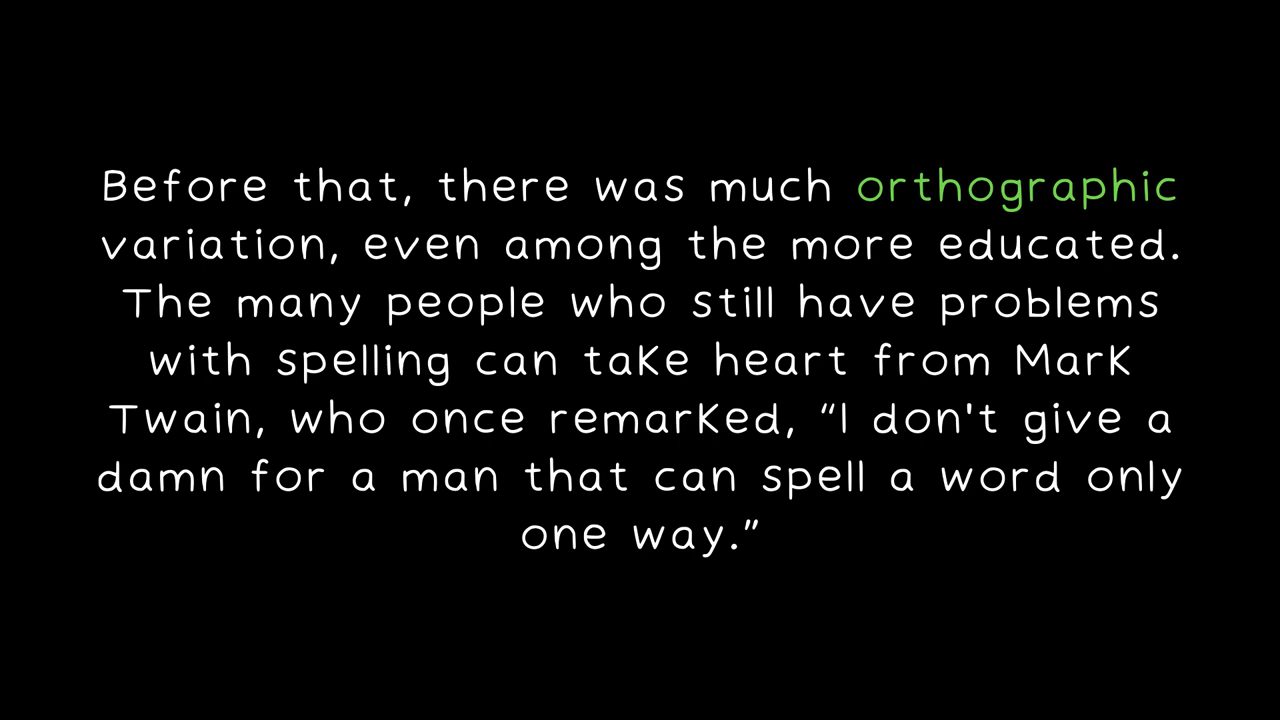 Before that, there was much orthographic
variation, even among the more educated.
The many people who still have problems
with spelling can take heart from Mark
Twain, who once remarked, “I don't give a
damn for a man that can spell a word only
one way.”